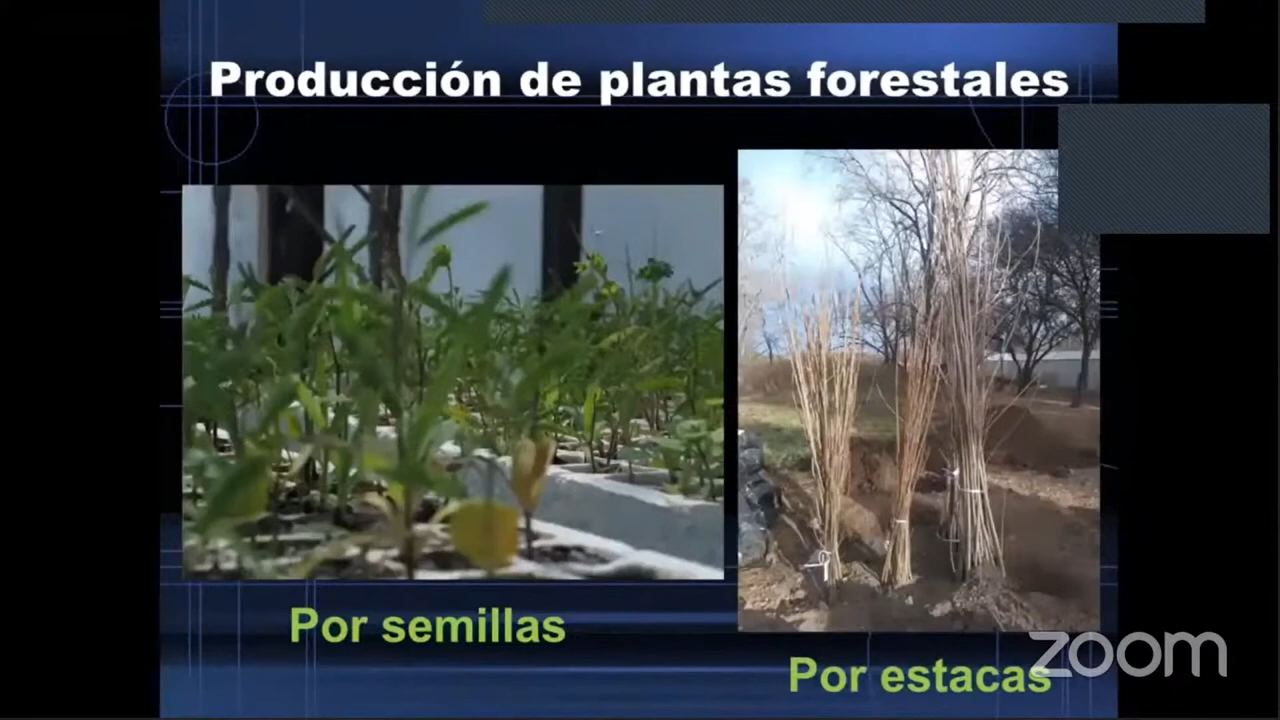 Producción de plantas forestales
Por semillas
Por estacas
zoom